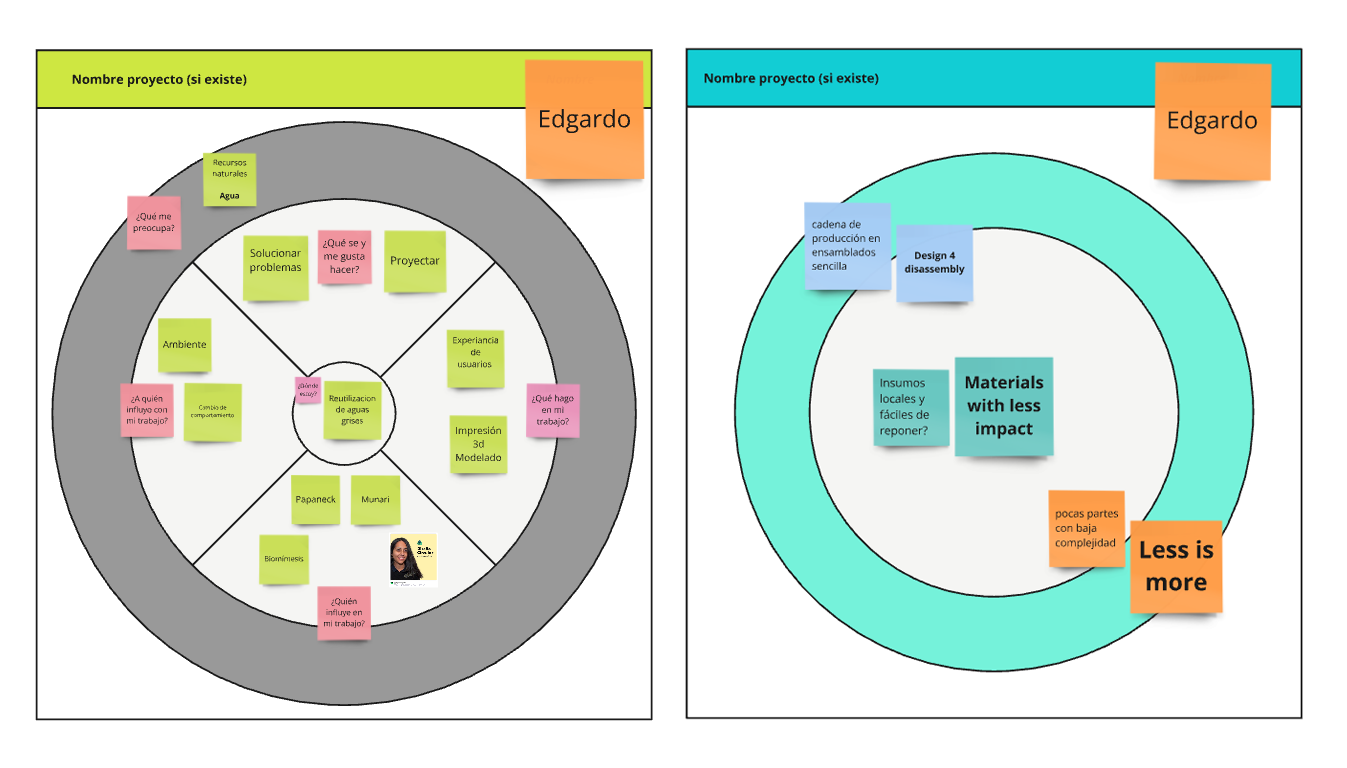 Nombre proyecto (si existe)
Edgardo
Recursos
naturales
Agua
¿Qué me
preocupa?
Solucionar
problemas
¿Qué se y
me gusta
hacer?
Proyectar
Ambiente
¿A quién
influyo con
mi trabajo?
Cambio de
comportamiento
¿Dónde
estoy?
Reutilizacion
de aguas
grises
Experiancia
de
usuarios
¿Qué hago
en mi
trabajo?
Impresión
3d
Modelado
Papaneck
Munari
Biomimesis
¿Quién
influye en
mi trabajo?
Nombre proyecto (si existe)
Edgardo
cadena de
producción en
ensamblados
sencilla
Design 4
disassembly
Insumos
locales y
fáciles de
reponer?
Materials
with less
impact
pocas partes
con baja
complejidad
Less is
more